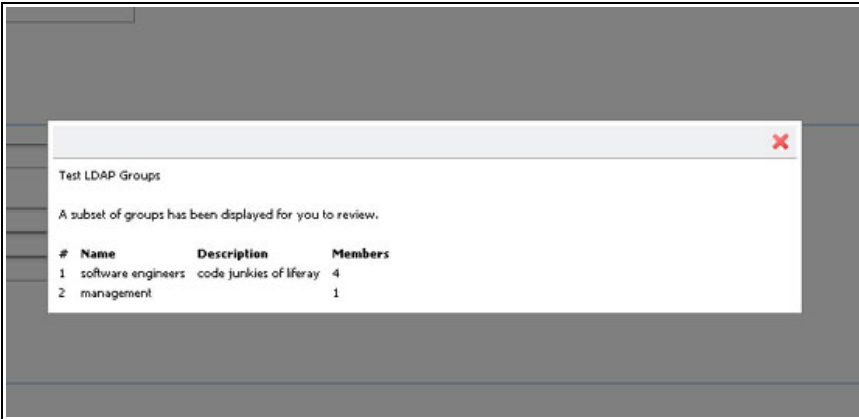 Test LDAP Groups
A subset of groups has been displayed for you to review.
# Name Description Members
1 software engineers code junkies of liferay 4
2 management 1